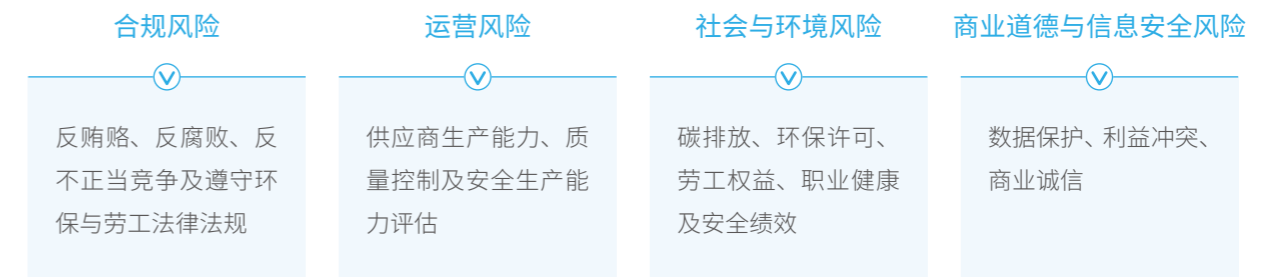 合规风险
反贿赂、反腐败、反
不正当竞争及遵守环
保与劳工法律法规
运营风险
供应商生产能力、质
量控制及安全生产能
力评估
社会与环境风险
碳排放、环保许可、
劳工权益、职业健康
及安全绩效
商业道德与信息安全风险
数据保护、利益冲突、
商业诚信